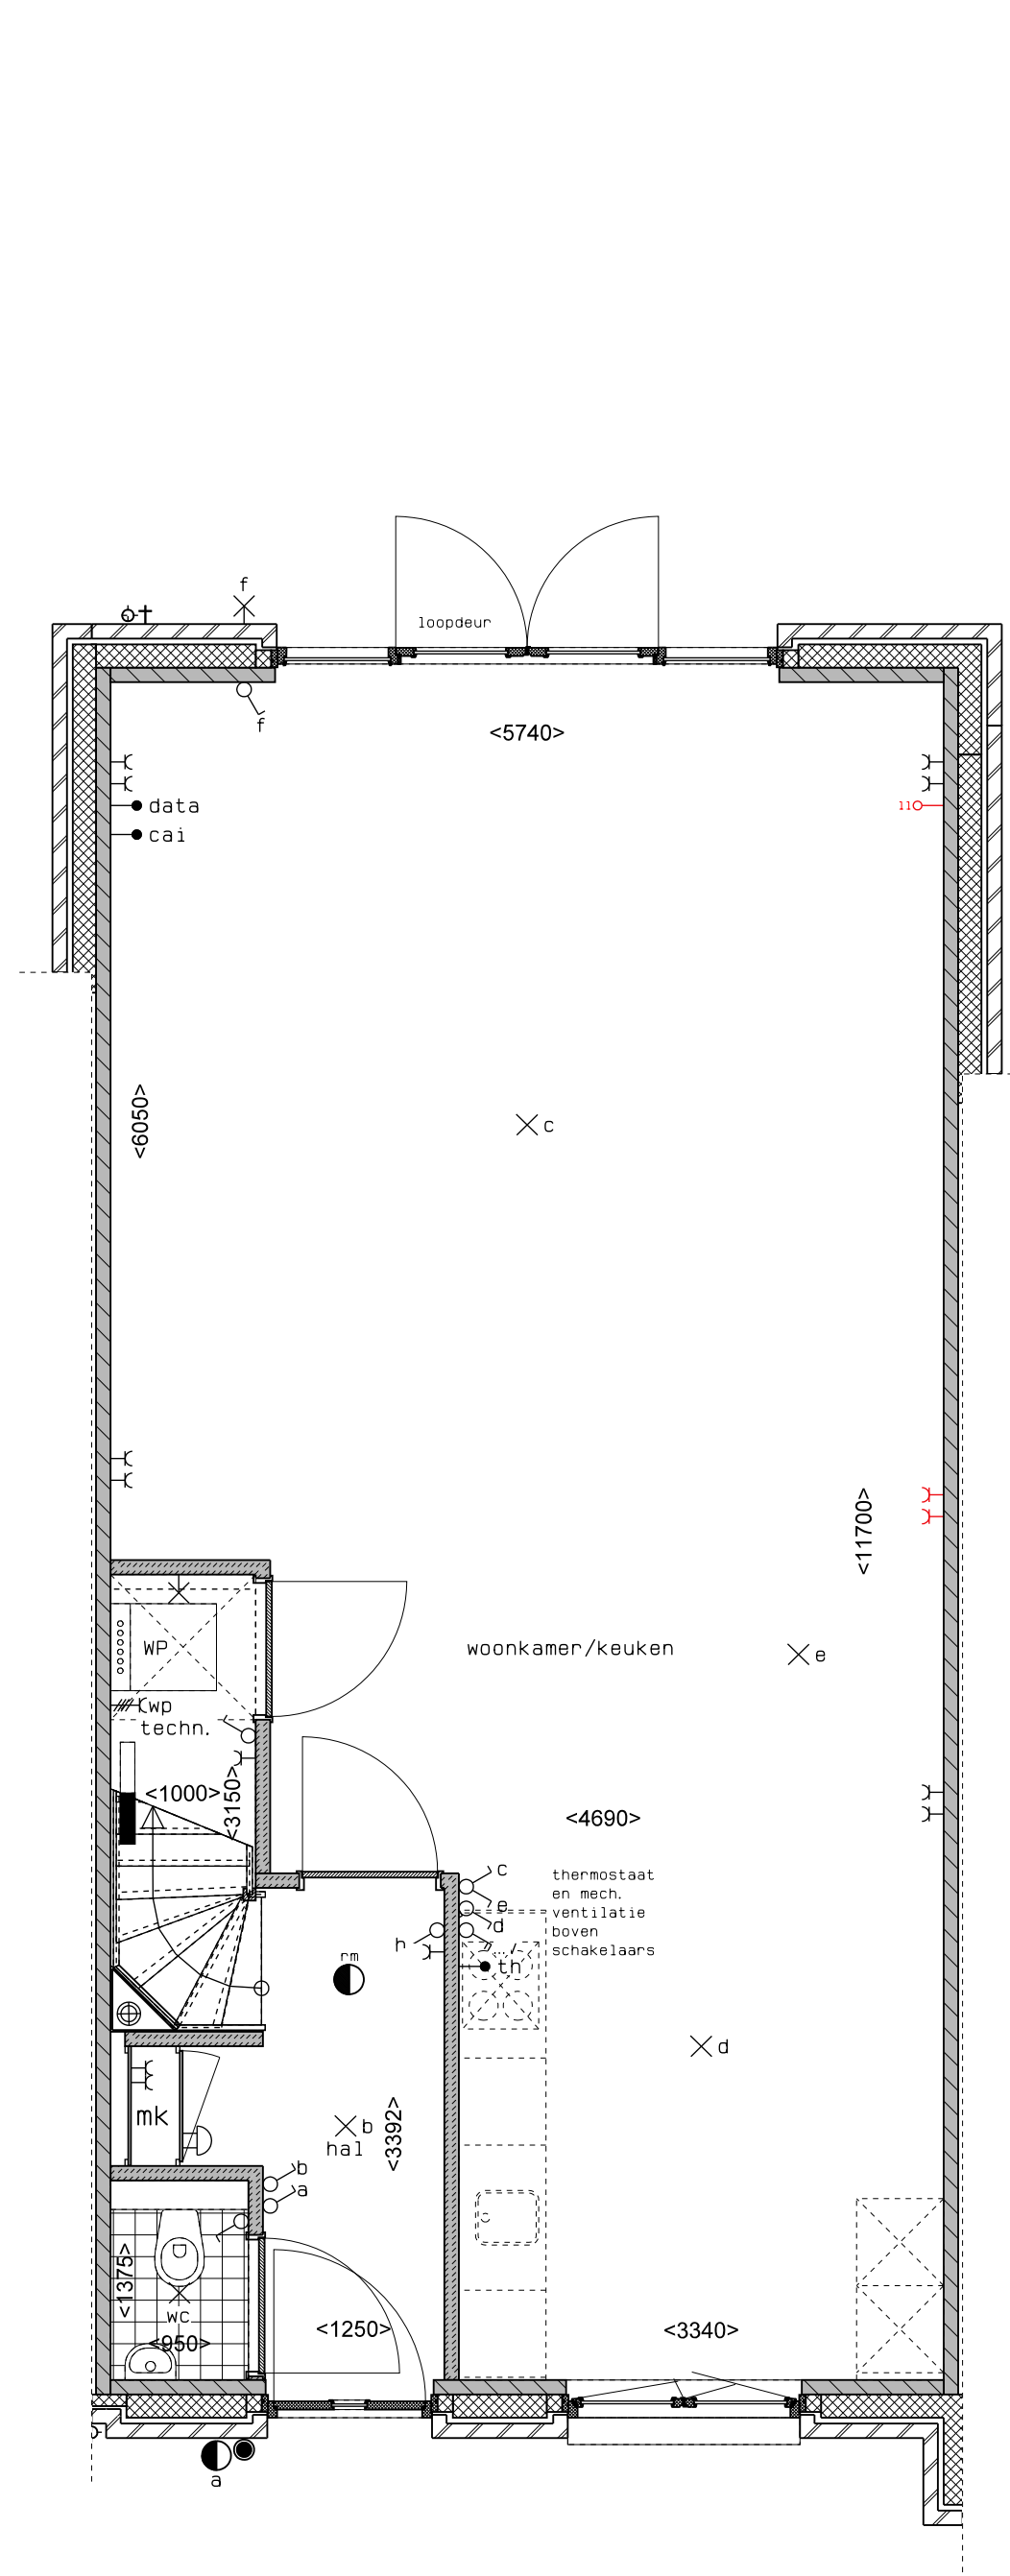 f
loopdeur
f
<5740>
data
11
cai
<6050>
c
<11700>
WP
woonkamer/keuken
e
wp
techn.
<1000>
<3150>
<4690>
c
thermostaat
e
en mech.
d
ventilatie
h
boven
schakelaars
rm
th
d
mk
b
hal
<3392>
b
a
<1375>
wc
<950>
<1250>
<3340>
a